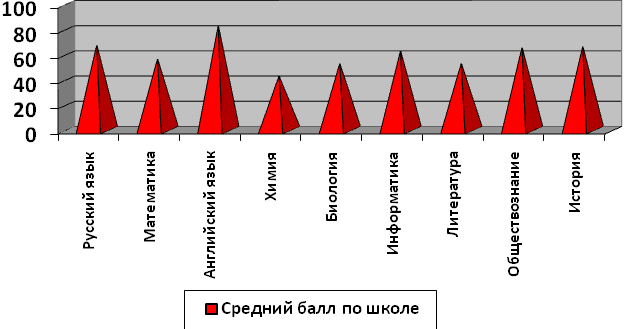 100
80
60
40
20
0
Русский язык
Математика
Английский язык
Химия
Биология
Информатика
Литература
Обществознание
История
Средний балл по школе